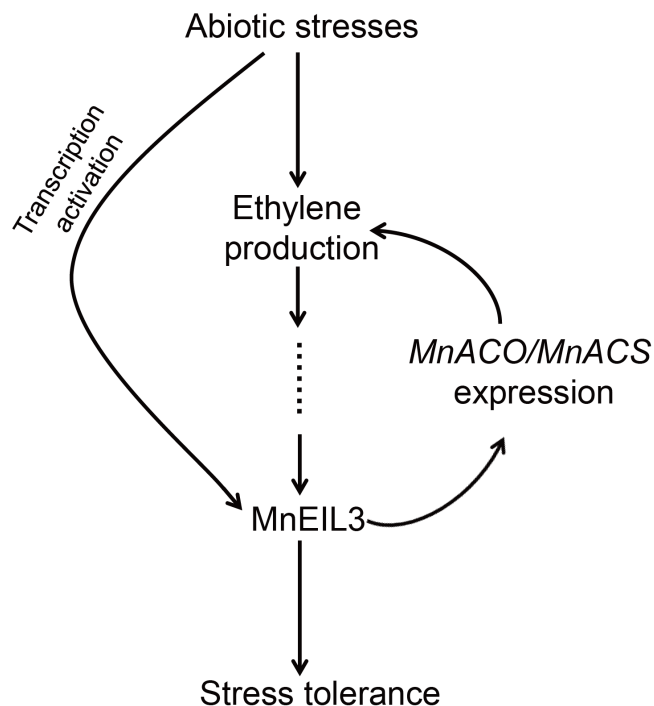 Abiotic stresses
Transcription
activation
Ethylene
production
MnACO/MnACS
expression
MnEIL3
Stress tolerance